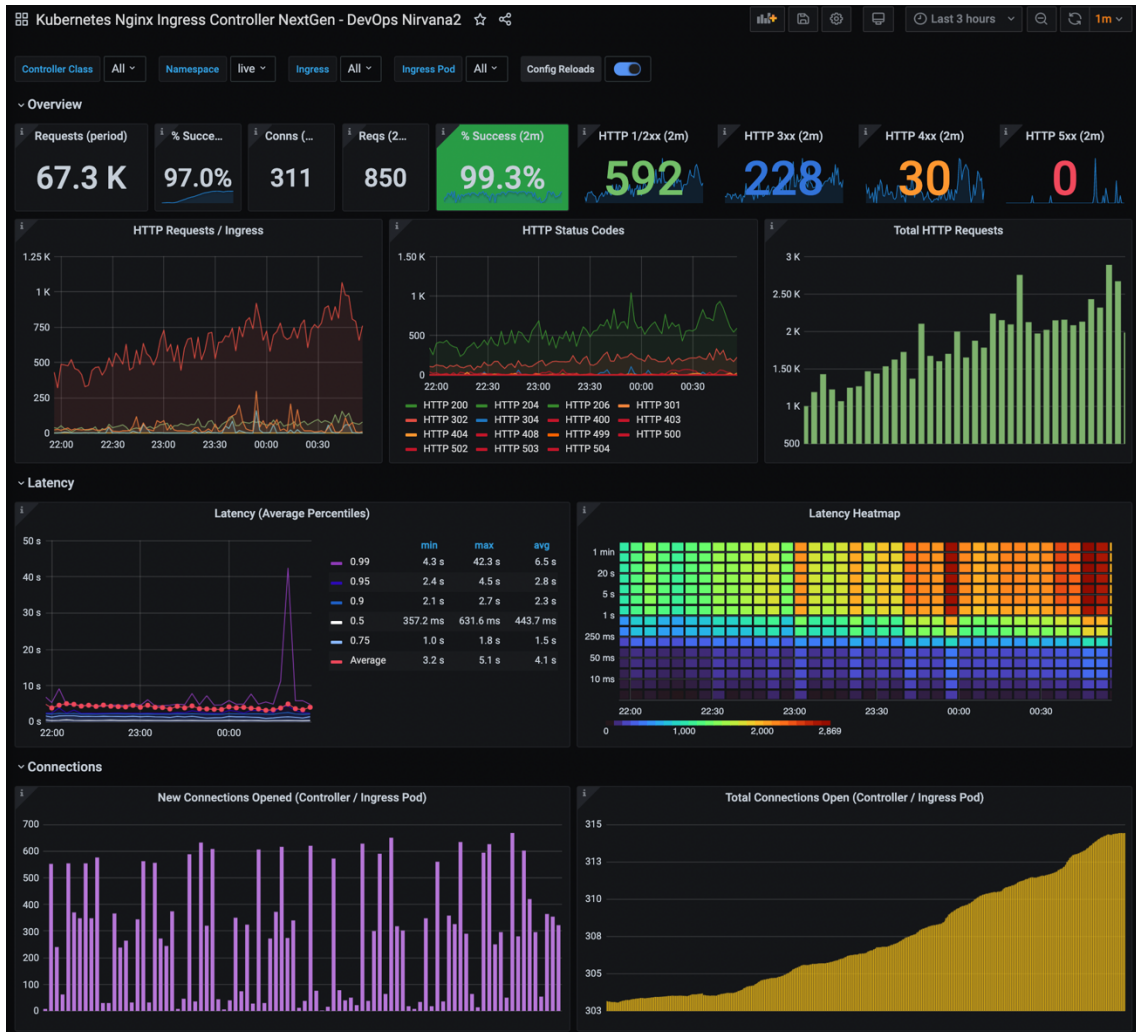 Kubernetes Nginx Ingress Controller NextGen - DevOps Nirvana2
Last 3 hours
1m
Controller Class All Namespace live Ingress All Ingress Pod All Config Reloads
Overview
Requests (period) % Succe... Conns (... Reqs (2... % Success (2m) HTTP 1/2xx (2m) HTTP 3xx (2m) HTTP 4xx (2m) HTTP 5xx (2m)
67.3 K 97.0% 311 850 99.3% 592 228 30 0
HTTP Requests / Ingress
1.25 K
1 K
750
500
250
0
22:00 22:30 23:00 23:30 00:00 00:30
HTTP Status Codes
1.50 K
1 K
500
0
22:00 22:30 23:00 23:30 00:00 00:30
HTTP 200 HTTP 204 HTTP 206 HTTP 301
HTTP 302 HTTP 304 HTTP 400 HTTP 403
HTTP 404 HTTP 408 HTTP 499 HTTP 500
HTTP 502 HTTP 503 HTTP 504
Total HTTP Requests
3 K
2.50 K
2 K
1.50 K
1 K
500
Latency
Latency (Average Percentiles)
50 s
40 s
30 s
20 s
10 s
0 s
22:00 23:00 00:00
min max avg
0.99 4.3 s 42.3 s 6.5 s
0.95 2.4 s 4.5 s 2.8 s
0.9 2.1 s 2.7 s 2.3 s
0.5 357.2 ms 631.6 ms 443.7 ms
0.75 1.0 s 1.8 s 1.5 s
Average 3.2 s 5.1 s 4.1 s
Latency Heatmap
1 min
20 s
5 s
1 s
250 ms
50 ms
10 ms
22:00 22:30 23:00 23:30 00:00 00:30
0 1,000 2,000 2,869
Connections
New Connections Opened (Controller / Ingress Pod)
700
600
500
400
300
200
100
0
Total Connections Open (Controller / Ingress Pod)
315
313
310
308
305
303